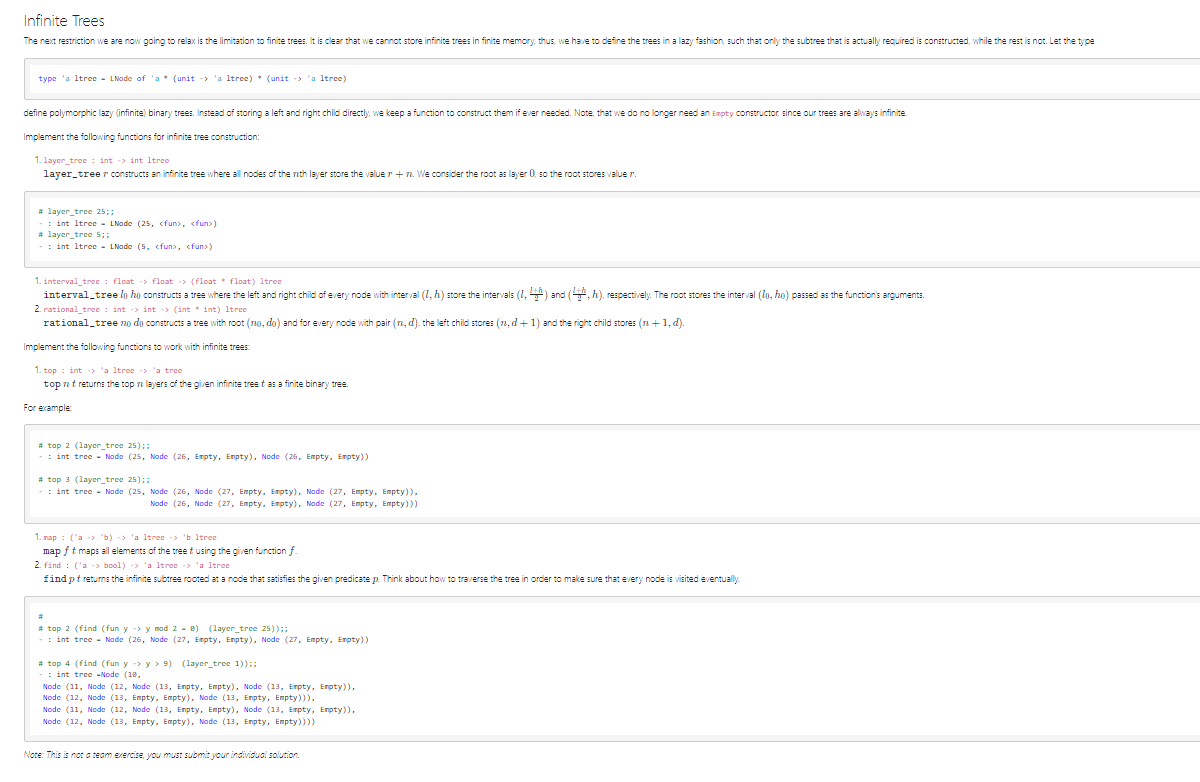 Infinite Trees
The next restriction we are now going to relax is the limitation to finite trees. It is clear that we cannot store infinite trees in finite memory, thus, we have to define the trees in a lazy fashion, such that only the subtree that is actually required is constructed, while the rest is not. Let the type
type 'a ltree = LNode of 'a * (unit -> 'a ltree) * (unit -> 'a ltree)
define polymorphic lazy (infinite) binary trees. Instead of storing a left and right child directly, we keep a function to construct them if ever needed. Note, that we do no longer need an Empty constructor, since our trees are always infinite.
Implement the following functions for infinite tree construction:
1. layer_tree : int -> int ltree
layer_tree r constructs an infinite tree where all nodes of the nth layer store the value r + n. We consider the root as layer 0, so the root stores value r.
# layer_tree 25;;
- : int ltree = LNode (25, <fun>, <fun>)
# layer_tree 5;;
- : int ltree = LNode (5, <fun>, <fun>)
1. interval_tree : float -> float -> (float * float) ltree
interval_tree l₀ h₀ constructs a tree where the left and right child of every node with interval (l, h) store the intervals (l, (l+h)/2) and ((l+h)/2, h), respectively. The root stores the interval (l₀, h₀) passed as the function's arguments.
2. rational_tree : int -> int -> (int * int) ltree
rational_tree n₀ d₀ constructs a tree with root (n₀, d₀) and for every node with pair (n, d), the left child stores (n, d + 1) and the right child stores (n + 1, d).
Implement the following functions to work with infinite trees:
1. top : int -> 'a ltree -> 'a tree
top n t returns the top n layers of the given infinite tree t as a finite binary tree.
For example:
# top 2 (layer_tree 25);;
- : int tree = Node (25, Node (26, Empty, Empty), Node (26, Empty, Empty))
# top 3 (layer_tree 25);;
- : int tree = Node (25, Node (26, Node (27, Empty, Empty), Node (27, Empty, Empty)),
Node (26, Node (27, Empty, Empty), Node (27, Empty, Empty)))
1. map : ('a -> 'b) -> 'a ltree -> 'b ltree
map f t maps all elements of the tree t using the given function f.
2. find : ('a -> bool) -> 'a ltree -> 'a ltree
find p t returns the infinite subtree rooted at a node that satisfies the given predicate p. Think about how to traverse the tree in order to make sure that every node is visited eventually.
#
# top 2 (find (fun y -> y mod 2 = 0) (layer_tree 25));;
- : int tree = Node (26, Node (27, Empty, Empty), Node (27, Empty, Empty))
# top 4 (find (fun y -> y > 9) (layer_tree 1));;
- : int tree =Node (10,
Node (11, Node (12, Node (13, Empty, Empty), Node (13, Empty, Empty)),
Node (12, Node (13, Empty, Empty), Node (13, Empty, Empty))),
Node (11, Node (12, Node (13, Empty, Empty), Node (13, Empty, Empty)),
Node (12, Node (13, Empty, Empty), Node (13, Empty, Empty))))
Note: This is not a team exercise, you must submit your individual solution.